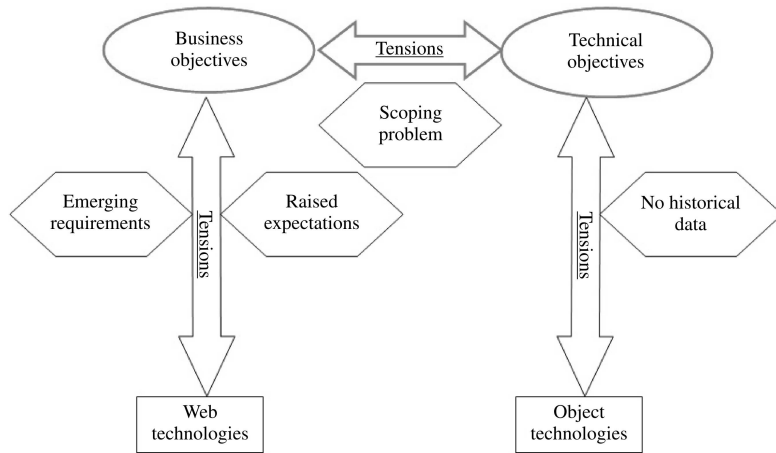 Business
objectives
Tensions
Technical
objectives
Scoping
problem
Emerging
requirements
Tensions
Raised
expectations
Tensions
No historical
data
Web
technologies
Object
technologies